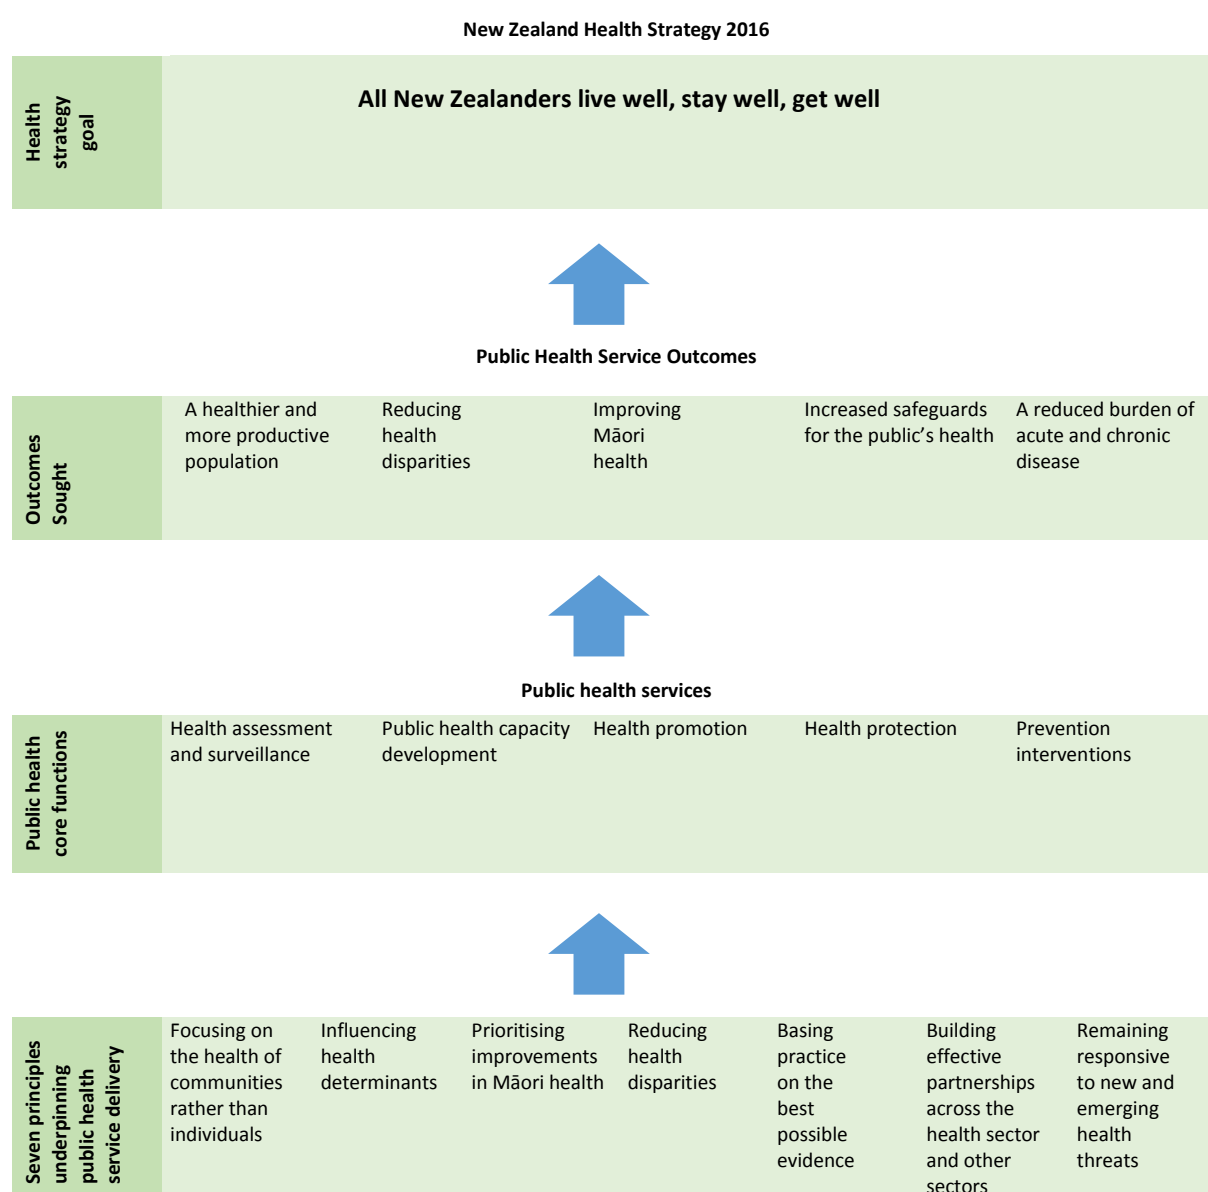 New Zealand Health Strategy 2016
Health
strategy
goal
All New Zealanders live well, stay well, get well
Public Health Service Outcomes
Outcomes
Sought
A healthier and
more productive
population
Reducing
health
disparities
Improving
Māori
health
Increased safeguards
for the public’s health
A reduced burden of
acute and chronic
disease
Public health services
Public health
core functions
Health assessment
and surveillance
Public health capacity
development
Health promotion
Health protection
Prevention
interventions
Seven principles
underpinning
public health
service delivery
Focusing on
the health of
communities
rather than
individuals
Influencing
health
determinants
Prioritising
improvements
in Māori health
Reducing
health
disparities
Basing
practice
on the
best
possible
evidence
Building
effective
partnerships
across the
health sector
and other
sectors
Remaining
responsive
to new and
emerging
health
threats